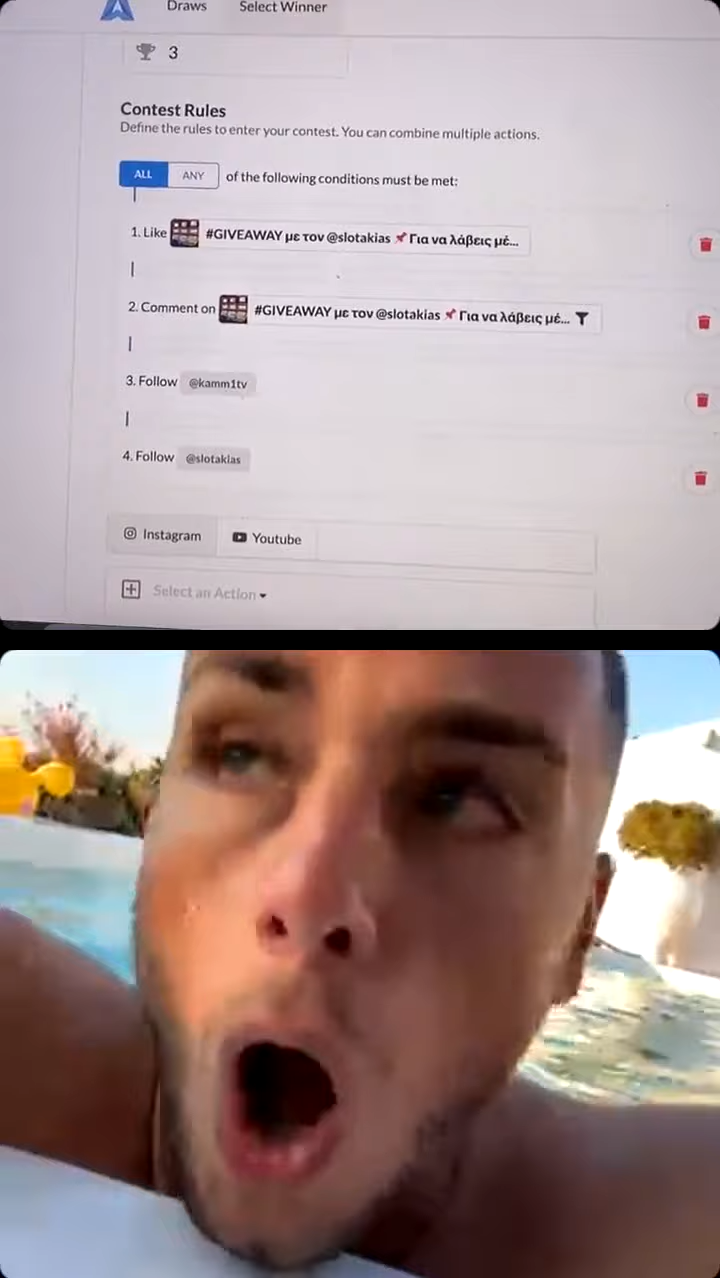 Draws Select Winner
3
Contest Rules
Define the rules to enter your contest. You can combine multiple actions.
ALL ANY of the following conditions must be met:
1. Like #GIVEAWAY με τον @slotakias 📌 Για να λάβεις μέ...
2. Comment on #GIVEAWAY με τον @slotakias 📌 Για να λάβεις μέ...
3. Follow @kamm1tv
4. Follow @slotakias
Instagram Youtube
Select an Action